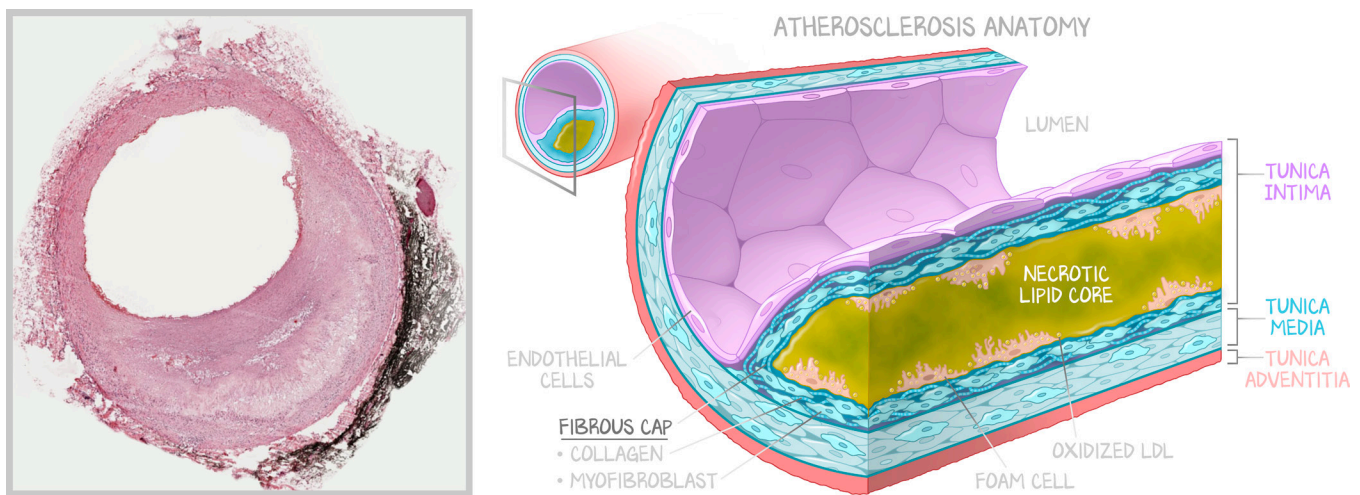 ATHEROSCLEROSIS ANATOMY
LUMEN
TUNICA
INTIMA
NECROTIC
LIPID CORE
TUNICA
MEDIA
TUNICA
ADVENTITIA
ENDOTHELIAL
CELLS
FIBROUS CAP
• COLLAGEN
• MYOFIBROBLAST
OXIDIZED LDL
FOAM CELL